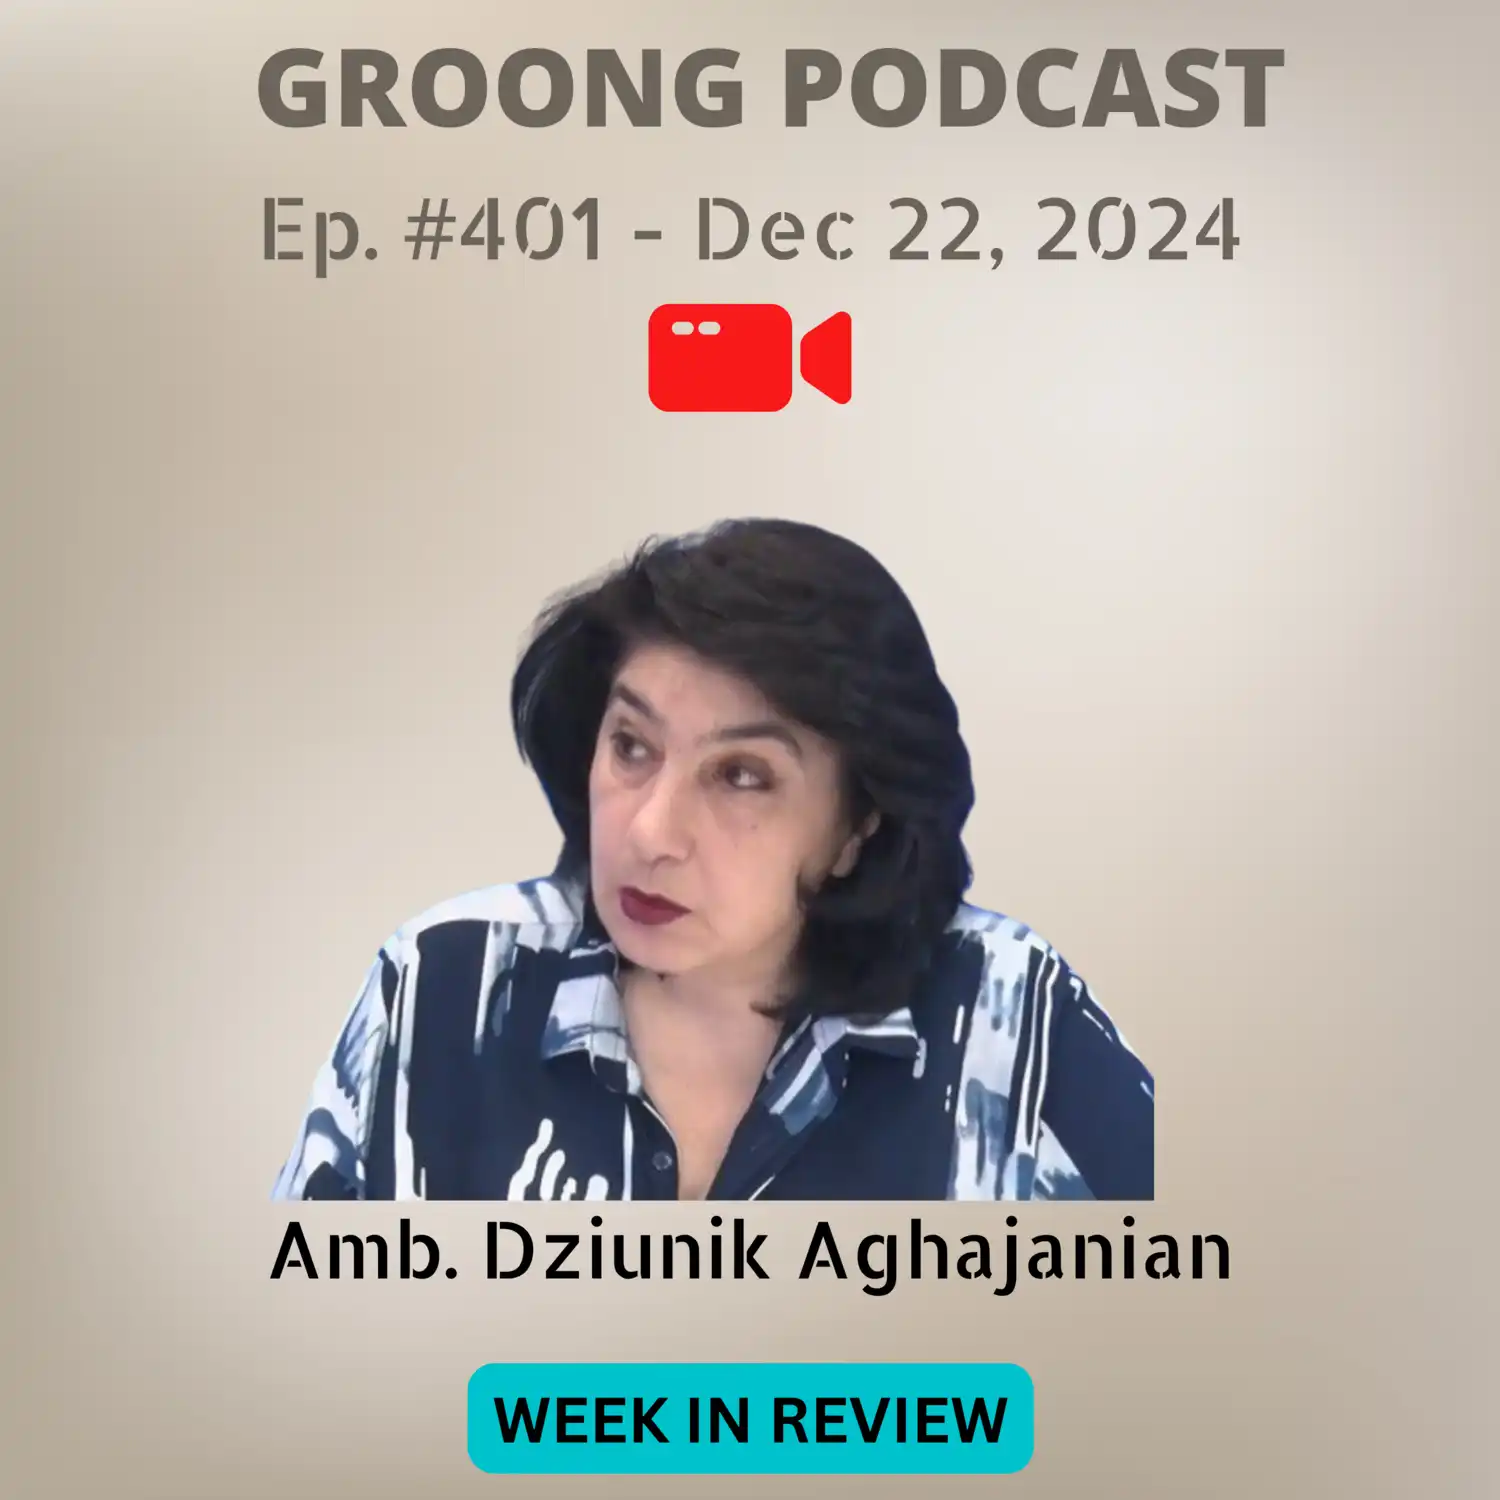 GROONG PODCAST
Ep. #401 - Dec 22, 2024
Amb. Dziunik Aghajanian
WEEK IN REVIEW